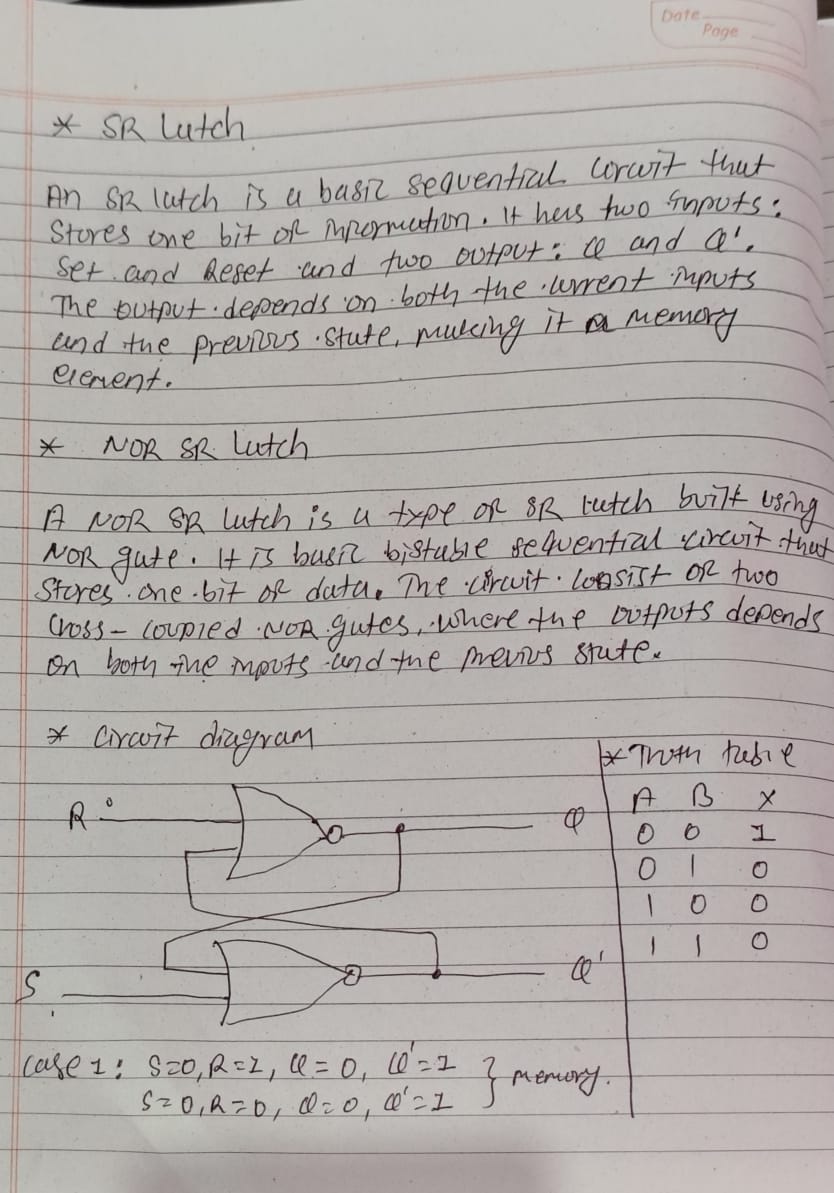 Date
Page
* SR latch
An SR latch is a basic sequential circuit that
Stores one bit of information. It has two inputs:
Set and Reset and two output: Q and Q'.
The output depends on both the current inputs
and the previous state, making it a memory
element.
* NOR SR latch
A NOR SR latch is a type of SR latch built using
NOR gate. It is basic bistable sequential circuit that
Stores one bit of data. The circuit consist of two
cross-coupled NOR gates, where the outputs depends
on both the inputs and the previus state.
* Circuit diagram
R
Q
S
Q'
* Truth table
A B X
0 0 1
0 1 0
1 0 0
1 1 0
Case 1: S=0, R=1, Q=0, Q'=1
S=0, R=0, Q=0, Q'=1
} memory.